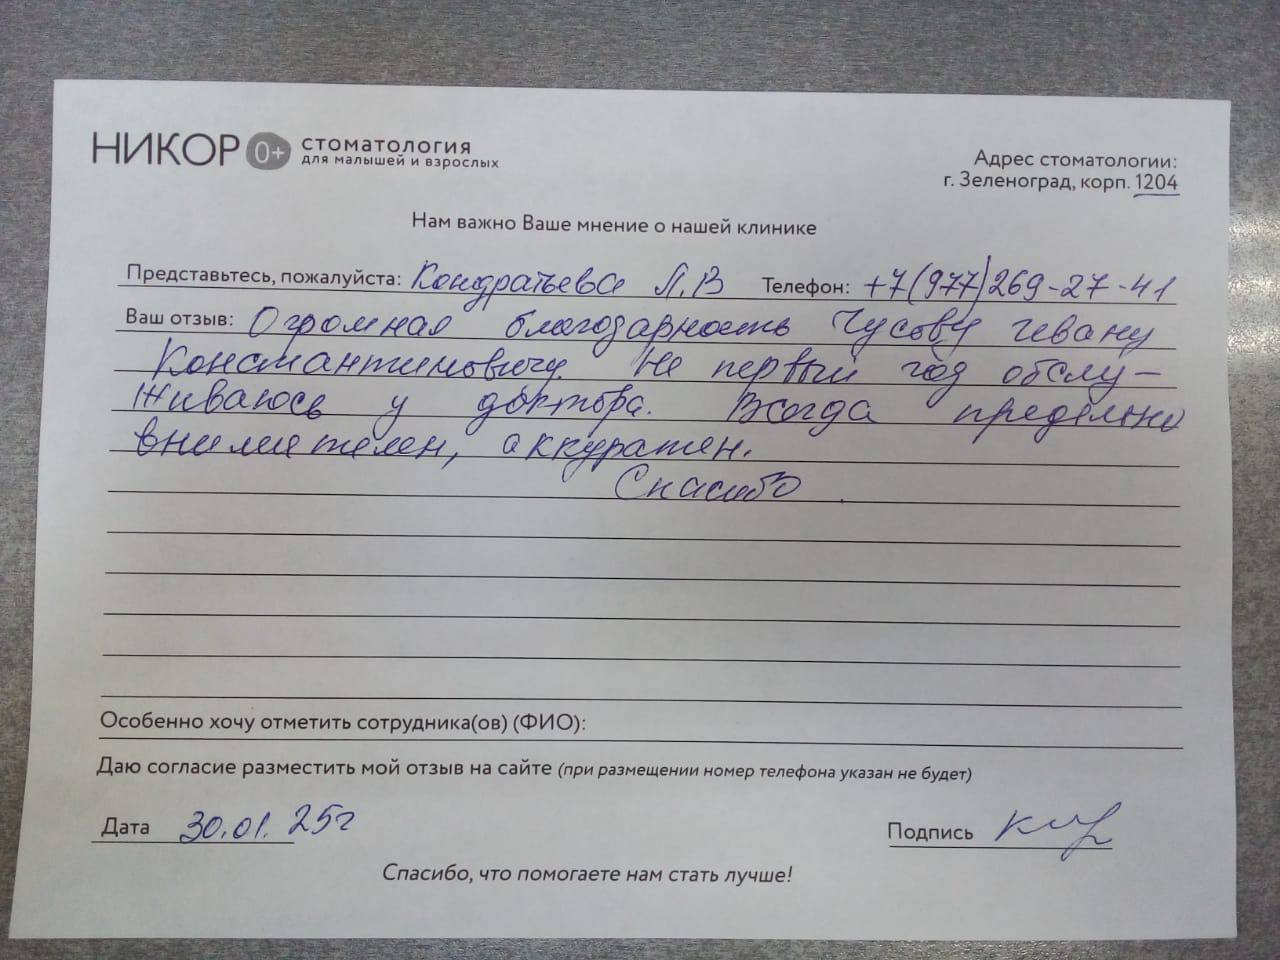 НИКОР 0+ стоматология
для малышей и взрослых
Адрес стоматологии:
г. Зеленоград, корп. 1204
Нам важно Ваше мнение о нашей клинике
Представьтесь, пожалуйста: Кондратьева Л.В Телефон: +7(977)269-27-41
Ваш отзыв: Огромная благодарность Чусову Ивану
Константиновичу. Не первый год обслу-
живаюсь у доктора. Всегда предельно
внимателен, аккуратен.
Спасибо.
Особенно хочу отметить сотрудника(ов) (ФИО):
Даю согласие разместить мой отзыв на сайте (при размещении номер телефона указан не будет)
Дата 30.01.25г
Подпись
Спасибо, что помогаете нам стать лучше!